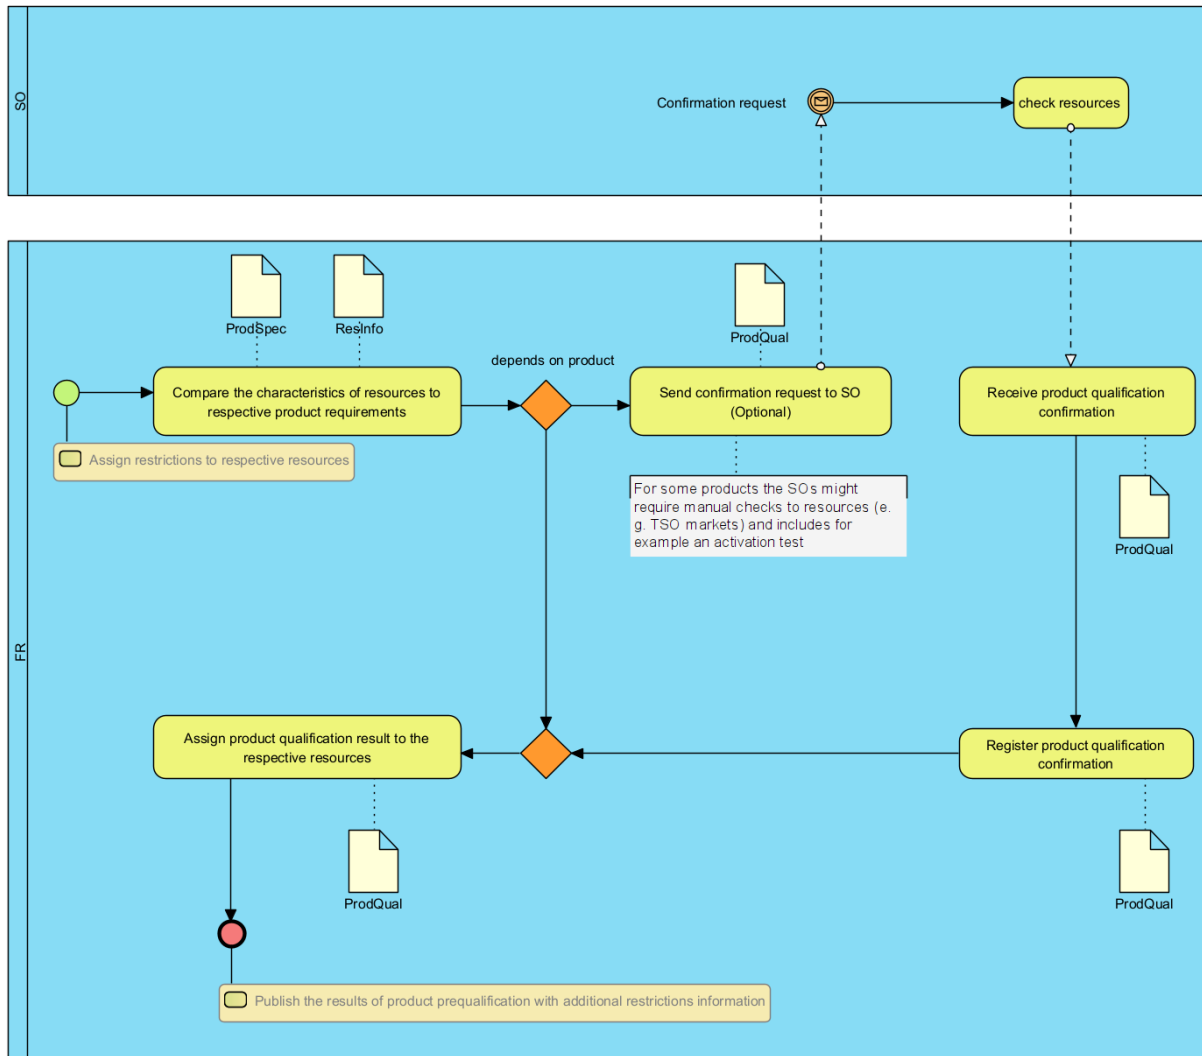 SO
Confirmation request
check resources
FR
ProdSpec
ResInfo
ProdQual
depends on product
Compare the characteristics of resources to
respective product requirements
Send confirmation request to SO
(Optional)
Receive product qualification
confirmation
Assign restrictions to respective resources
For some products the SOs might
require manual checks to resources (e.
g. TSO markets) and includes for
example an activation test
ProdQual
Assign product qualification result to the
respective resources
Register product qualification
confirmation
ProdQual
ProdQual
Publish the results of product prequalification with additional restrictions information